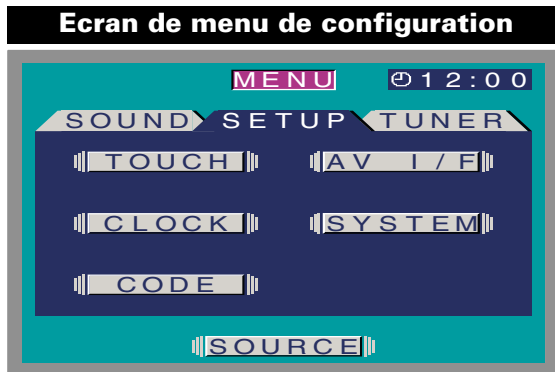 Ecran de menu de configuration
MENU 12:00
SOUND SETUP TUNER
TOUCH AV I/F
CLOCK SYSTEM
CODE
SOURCE